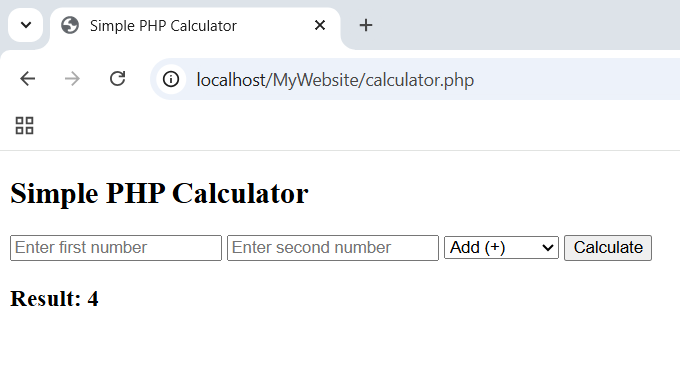 Simple PHP Calculator
localhost/MyWebsite/calculator.php
Simple PHP Calculator
Enter first number Enter second number Add (+) Calculate
Result: 4